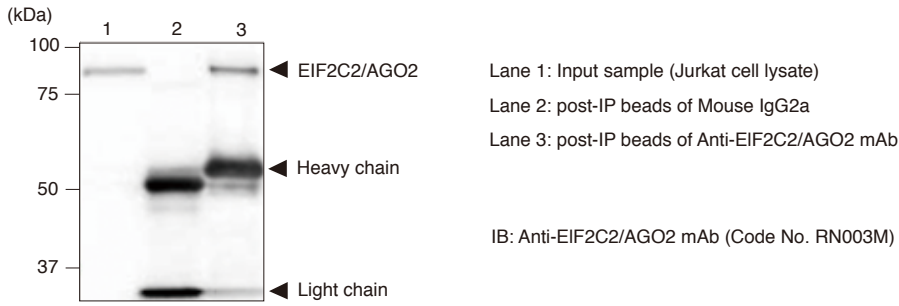 (kDa)
1 2 3
100
75
50
37
EIF2C2/AGO2
Heavy chain
Light chain
Lane 1: Input sample (Jurkat cell lysate)
Lane 2: post-IP beads of Mouse IgG2a
Lane 3: post-IP beads of Anti-EIF2C2/AGO2 mAb
IB: Anti-EIF2C2/AGO2 mAb (Code No. RN003M)